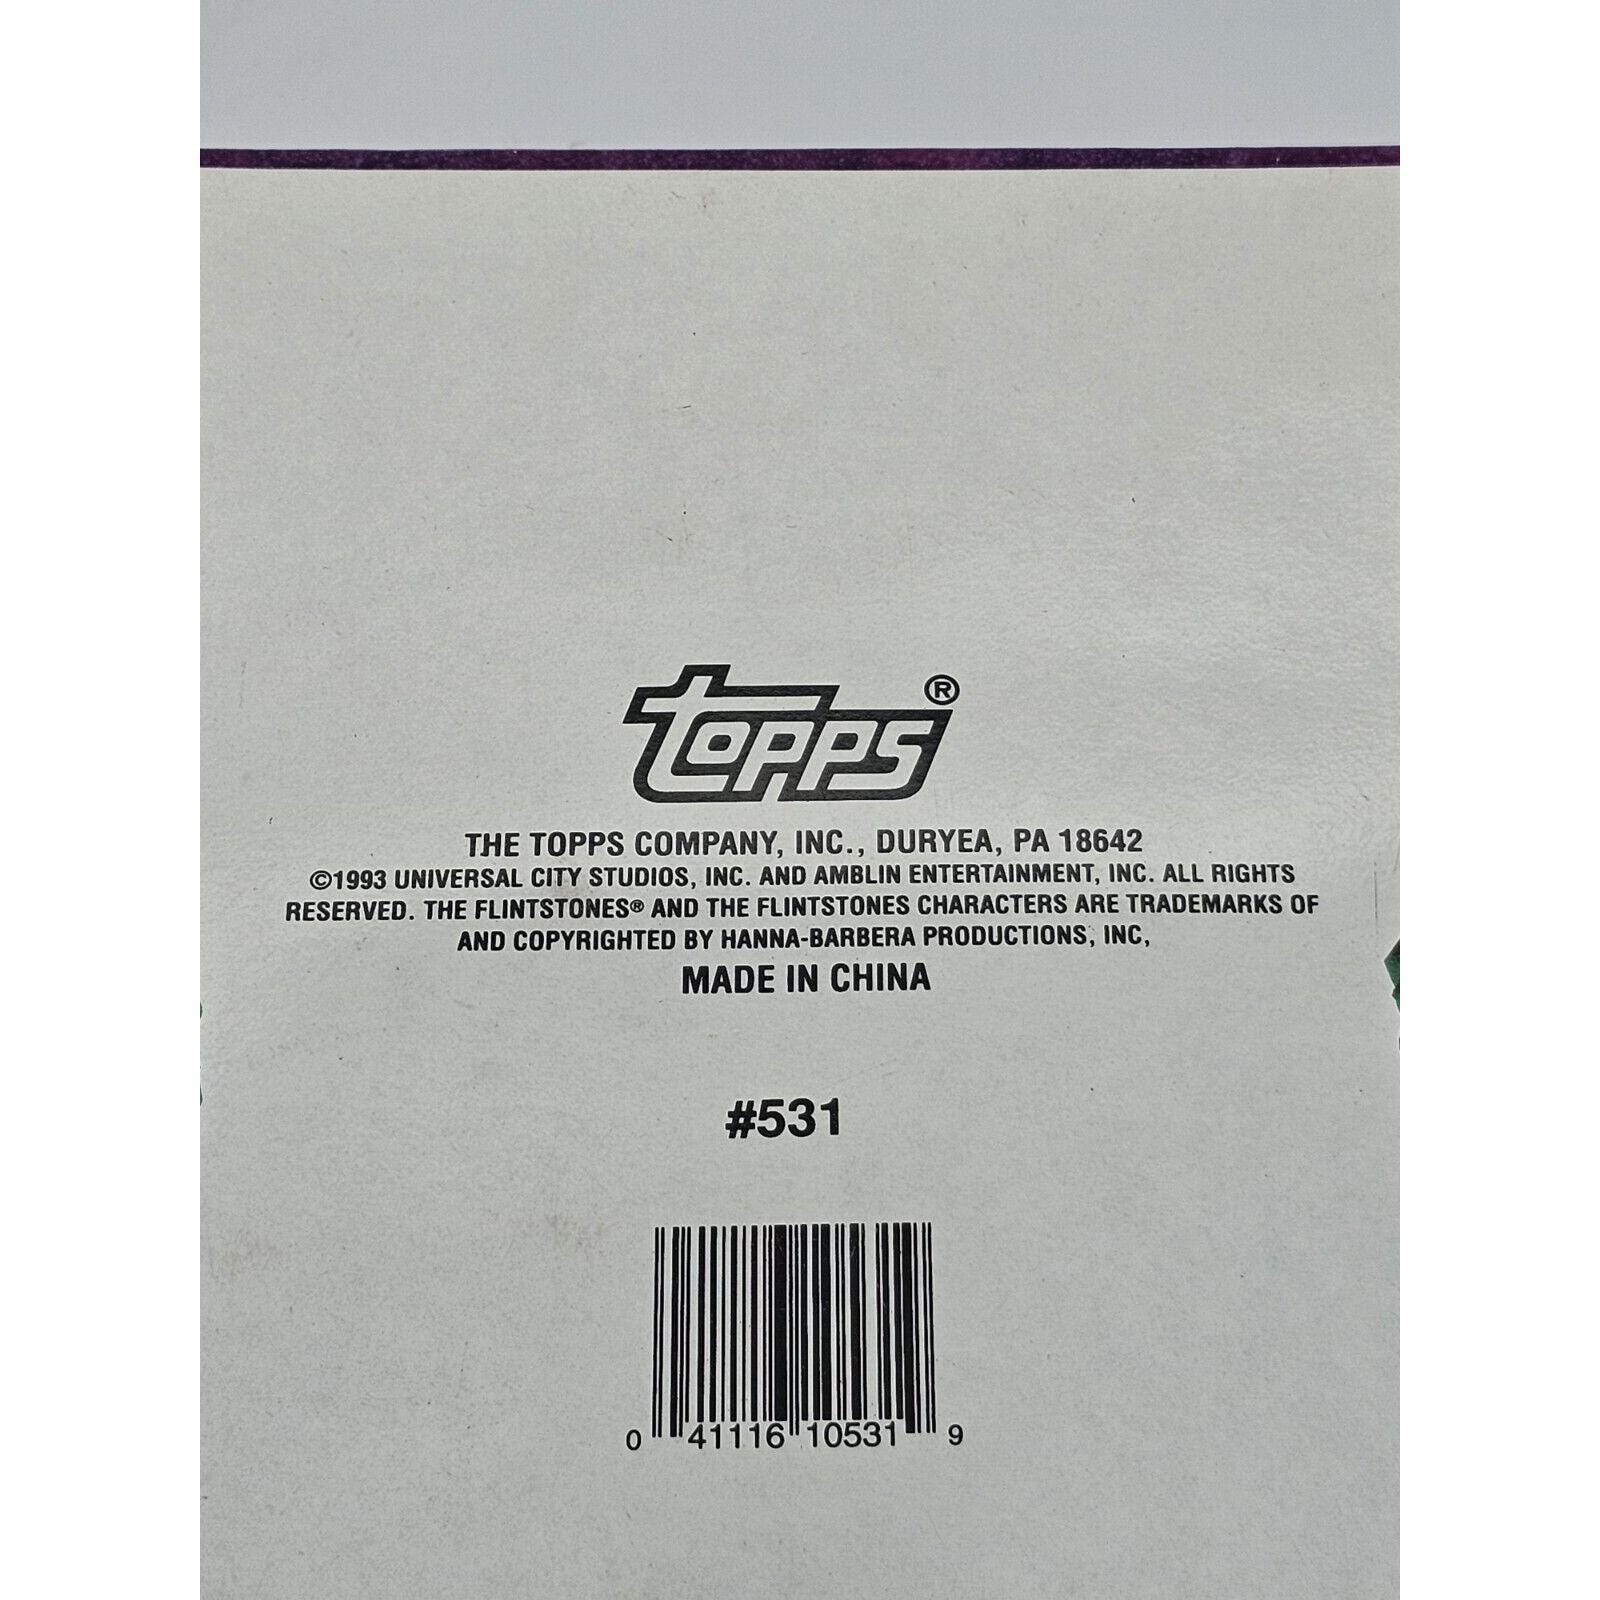 Topps®
THE TOPPS COMPANY, INC., DURYEA, PA 18642
©1993 UNIVERSAL CITY STUDIOS, INC. AND AMBLIN ENTERTAINMENT, INC. ALL RIGHTS
RESERVED. THE FLINTSTONES® AND THE FLINTSTONES CHARACTERS ARE TRADEMARKS OF
AND COPYRIGHTED BY HANNA-BARBERA PRODUCTIONS, INC,
MADE IN CHINA
#531
0 41116 10531 9